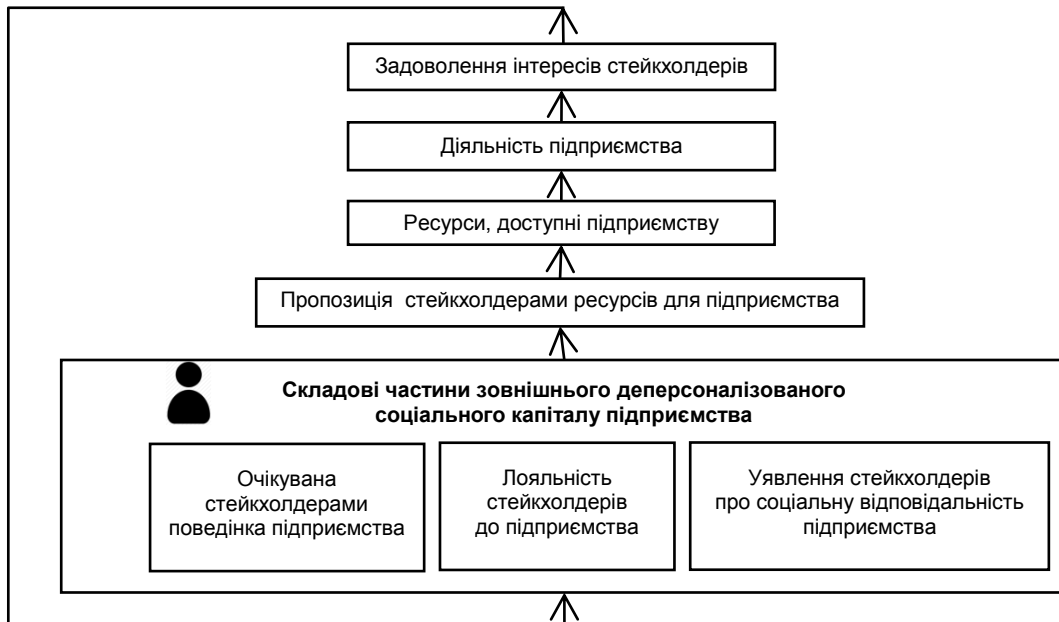 Задоволення інтересів стейкхолдерів
Діяльність підприємства
Ресурси, доступні підприємству
Пропозиція стейкхолдерами ресурсів для підприємства
Складові частини зовнішнього деперсоналізованого
соціального капіталу підприємства
Очікувана
стейкхолдерами
поведінка підприємства
Лояльність
стейкхолдерів
до підприємства
Уявлення стейкхолдерів
про соціальну відповідальність
підприємства